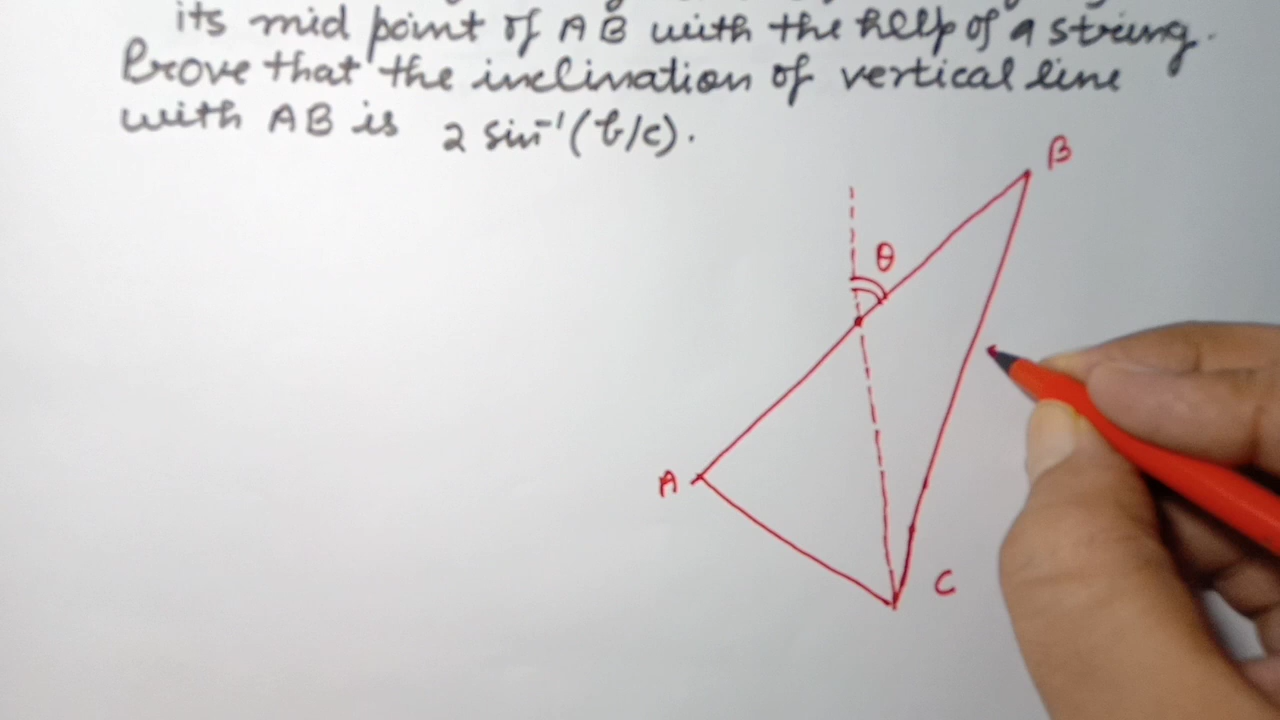 its mid point of AB with the help of a string.
Prove that the inclination of vertical line
with AB is 2 sin⁻¹(b/c).
B
θ
A
C